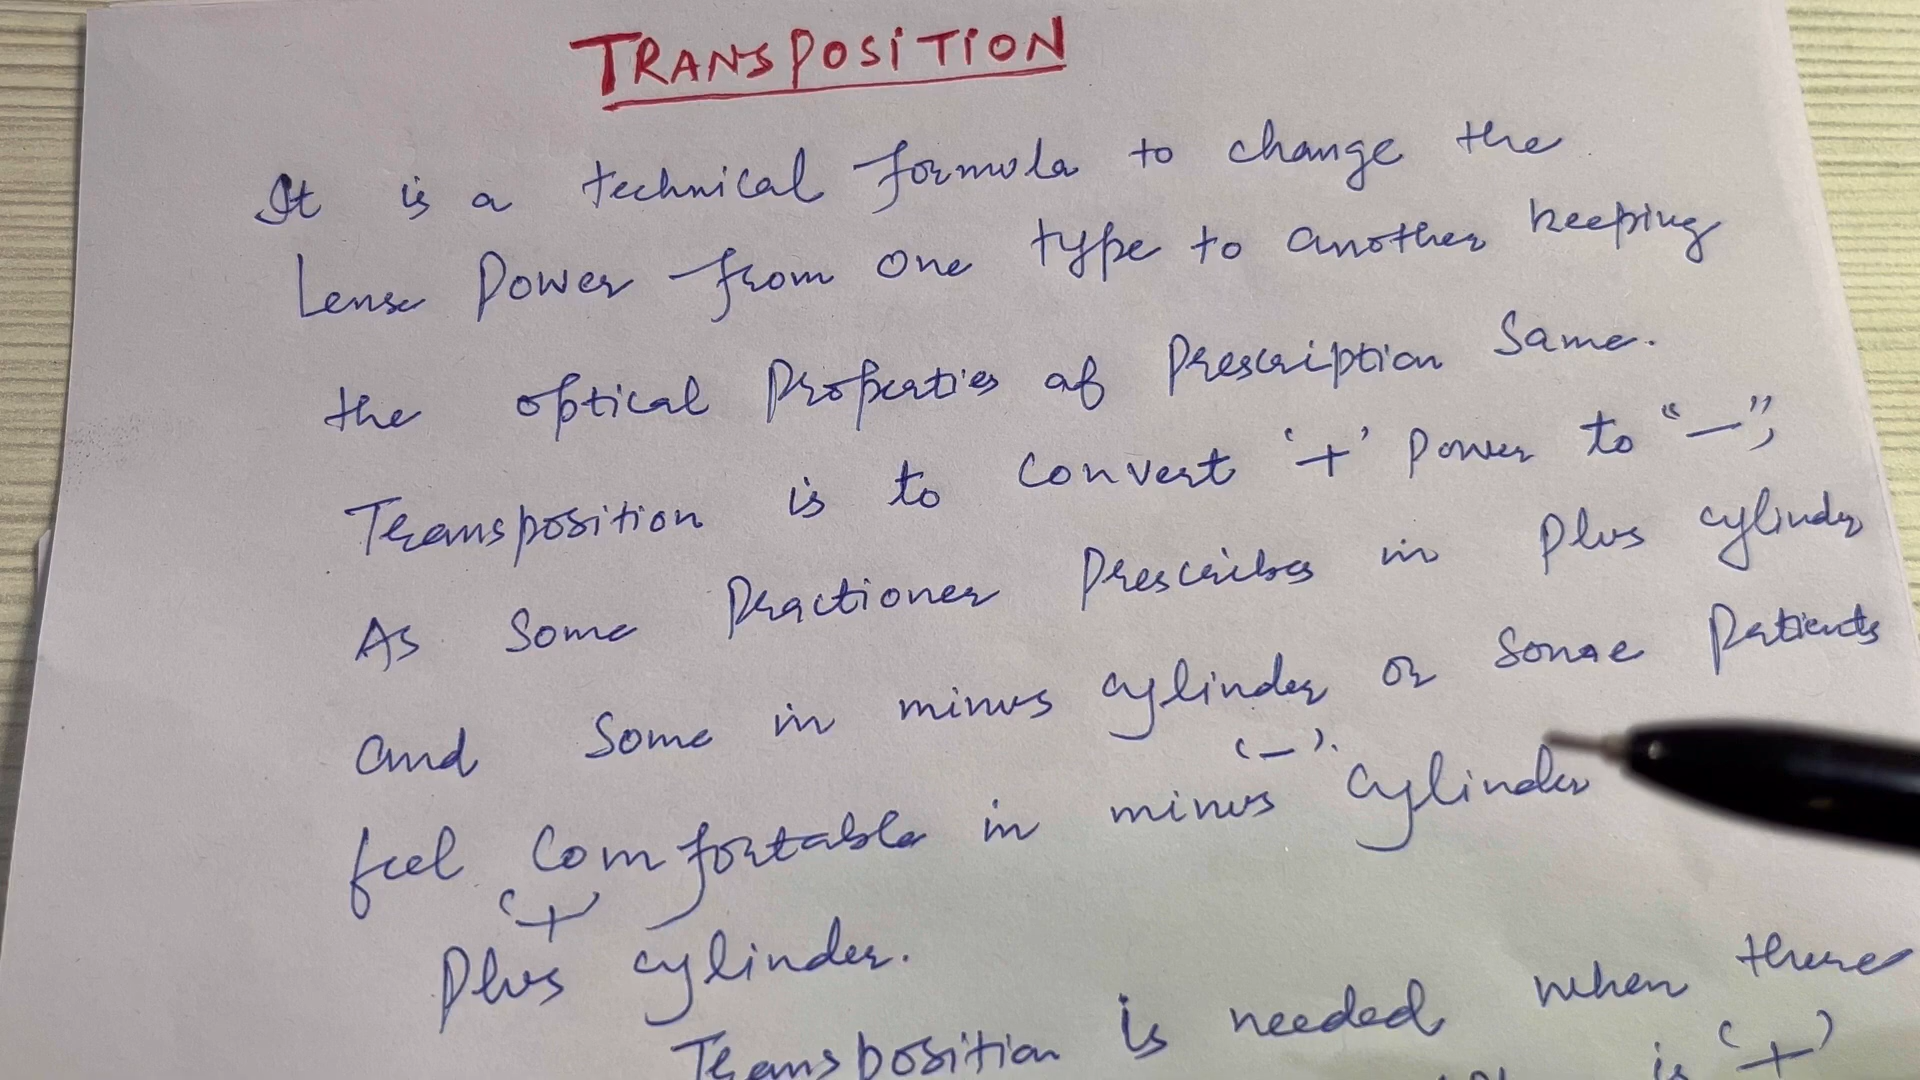 TRANSPOSITION
It is a technical formula to change the
Lense Power from one type to another keeping
the optical Properties of Prescription Same.
Transposition is to convert '+' Power to "—",
As Some Practioner Prescribes in Plus cylinder
and Some in minus cylinder or Some Patients
(-).
feel Comfortable in minus Cylinder
(+)
Plus cylinder.
Transposition is needed when there
is (+)